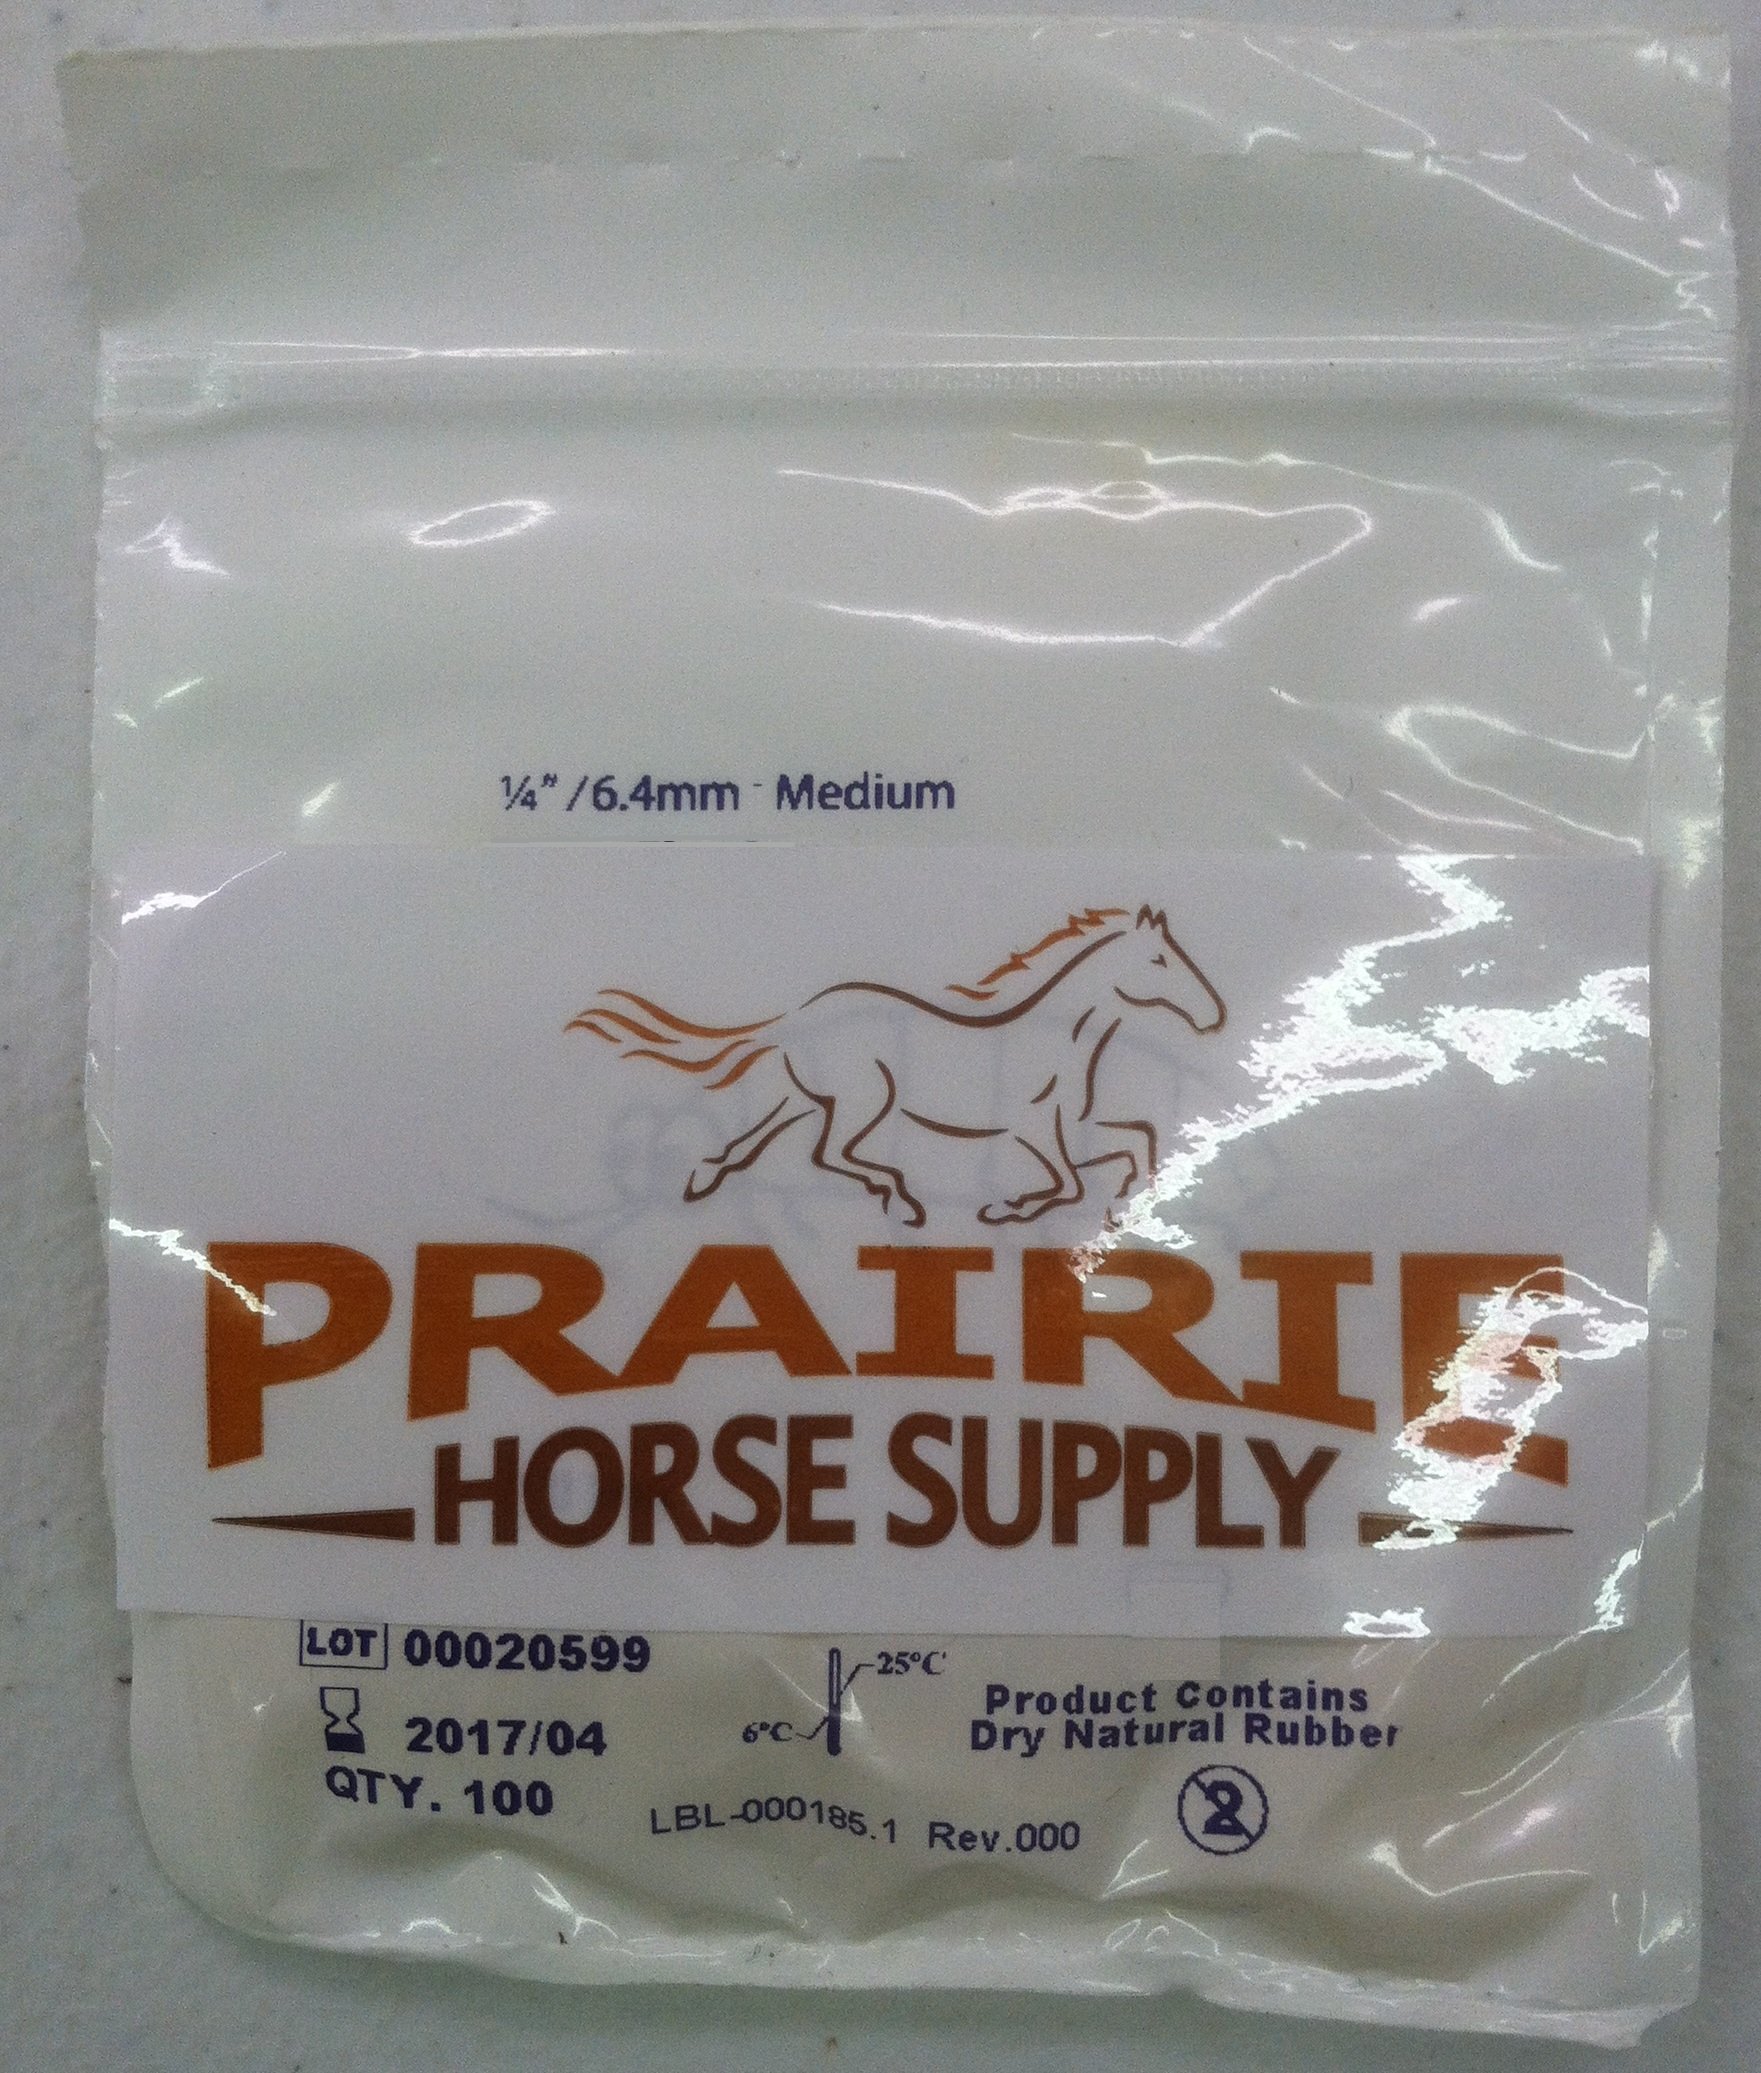 ¼" /6.4mm - Medium
PRAIRIE
HORSE SUPPLY
LOT 00020599
25°C
6°C
2017/04
QTY. 100
Product Contains
Dry Natural Rubber
2
LBL-000185.1 Rev.000